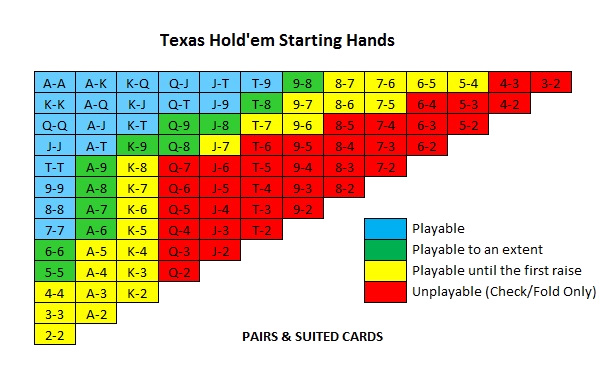 Texas Hold'em Starting Hands
A-A A-K K-Q Q-J J-T T-9 9-8 8-7 7-6 6-5 5-4 4-3 3-2
K-K A-Q K-J Q-T J-9 T-8 9-7 8-6 7-5 6-4 5-3 4-2
Q-Q A-J K-T Q-9 J-8 T-7 9-6 8-5 7-4 6-3 5-2
J-J A-T K-9 Q-8 J-7 T-6 9-5 8-4 7-3 6-2
T-T A-9 K-8 Q-7 J-6 T-5 9-4 8-3 7-2
9-9 A-8 K-7 Q-6 J-5 T-4 9-3 8-2
8-8 A-7 K-6 Q-5 J-4 T-3 9-2
7-7 A-6 K-5 Q-4 J-3 T-2 Playable
6-6 A-5 K-4 Q-3 J-2 Playable to an extent
5-5 A-4 K-3 Q-2 Playable until the first raise
4-4 A-3 K-2 Unplayable (Check/Fold Only)
3-3 A-2
2-2 PAIRS & SUITED CARDS